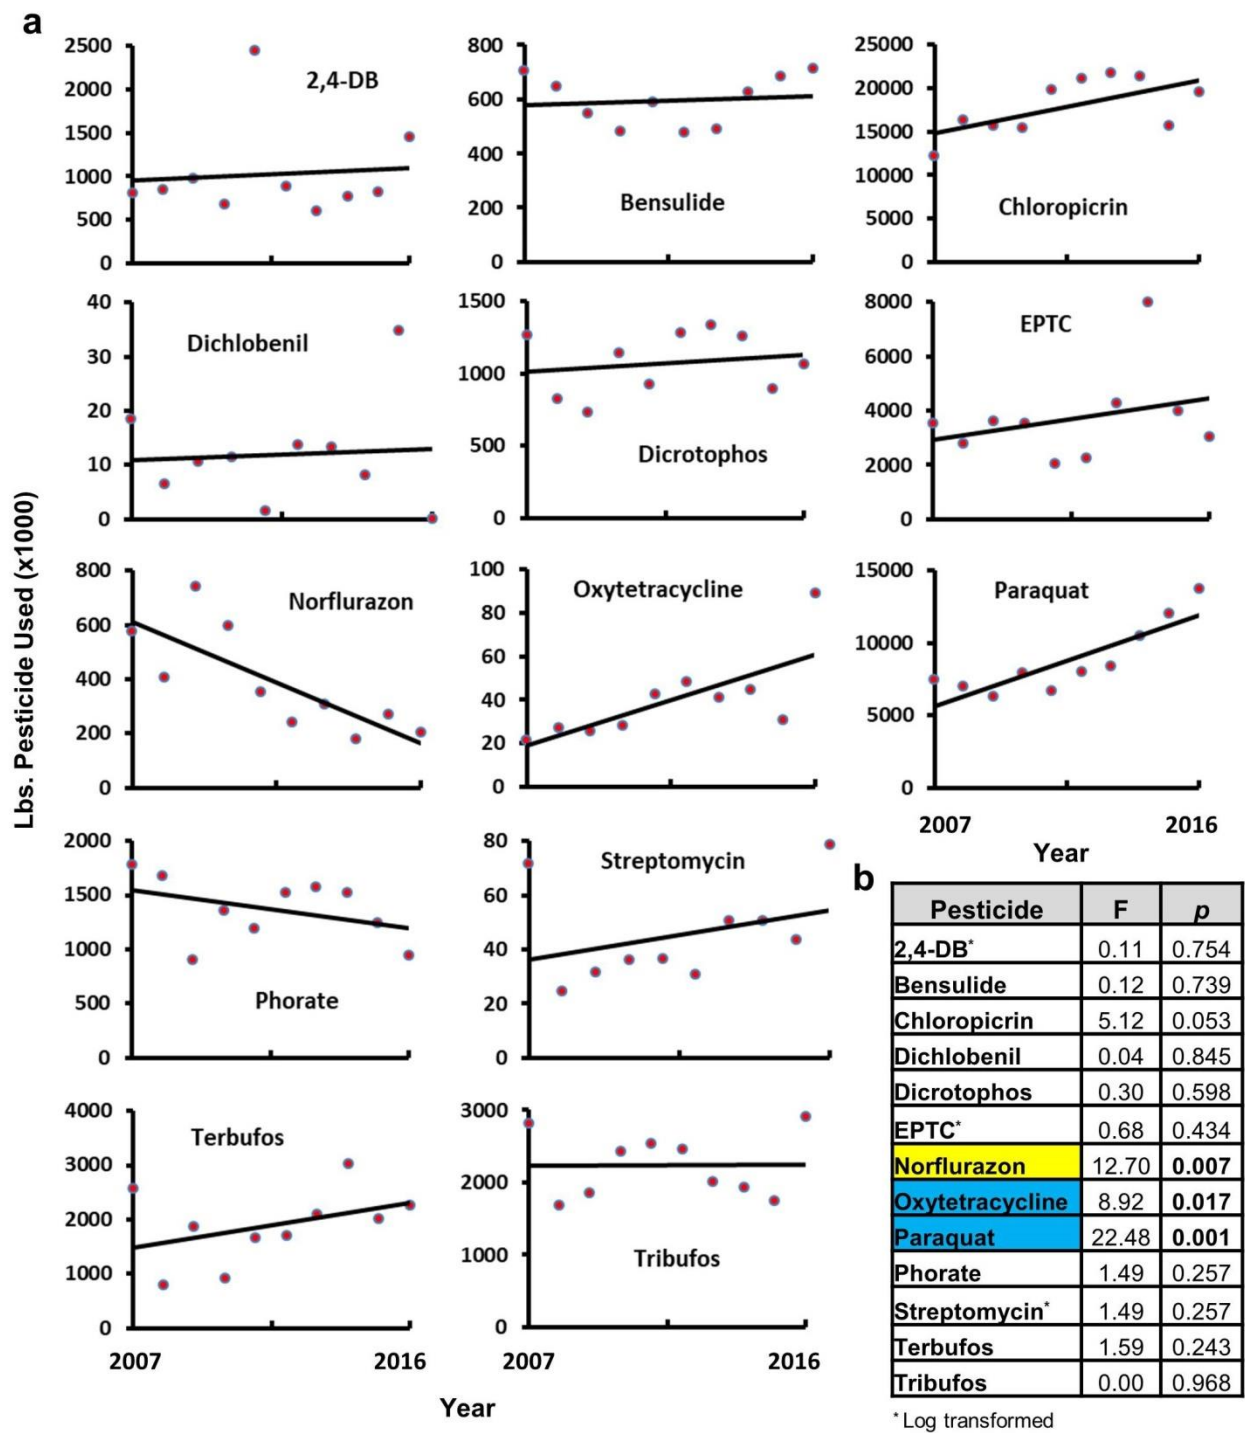 a
Lbs. Pesticide Used (x1000)
2500
2000
1500
1000
500
0
2,4-DB
800
600
400
200
0
Bensulide
25000
20000
15000
10000
5000
0
Chloropicrin
40
30
20
10
0
Dichlobenil
1500
1000
500
0
Dicrotophos
8000
6000
4000
2000
0
EPTC
800
600
400
200
0
Norflurazon
100
80
60
40
20
0
Oxytetracycline
15000
10000
5000
0
Paraquat
2007 2016
Year
2000
1500
1000
500
0
Phorate
80
60
40
20
0
Streptomycin
4000
3000
2000
1000
0
Terbufos
2007 2016
3000
2000
1000
0
Tribufos
2007 2016
Year
b
Pesticide F p
2,4-DB* 0.11 0.754
Bensulide 0.12 0.739
Chloropicrin 5.12 0.053
Dichlobenil 0.04 0.845
Dicrotophos 0.30 0.598
EPTC* 0.68 0.434
Norflurazon 12.70 0.007
Oxytetracycline 8.92 0.017
Paraquat 22.48 0.001
Phorate 1.49 0.257
Streptomycin* 1.49 0.257
Terbufos 1.59 0.243
Tribufos 0.00 0.968
* Log transformed